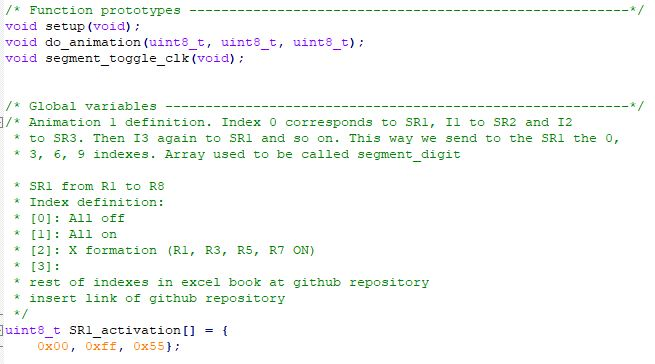 /* Function prototypes -----------------------------------------------------------*/
void setup(void);
void do_animation(uint8_t, uint8_t, uint8_t);
void segment_toggle_clk(void);
/* Global variables --------------------------------------------------------------*/
/* Animation 1 definition. Index 0 corresponds to SR1, I1 to SR2 and I2
* to SR3. Then I3 again to SR1 and so on. This way we send to the SR1 the 0,
* 3, 6, 9 indexes. Array used to be called segment_digit
* SR1 from R1 to R8
* Index definition:
* [0]: All off
* [1]: All on
* [2]: X formation (R1, R3, R5, R7 ON)
* [3]:
* rest of indexes in excel book at github repository
* insert link of github repository
*/
uint8_t SR1_activation[] = {
0x00, 0xff, 0x55};